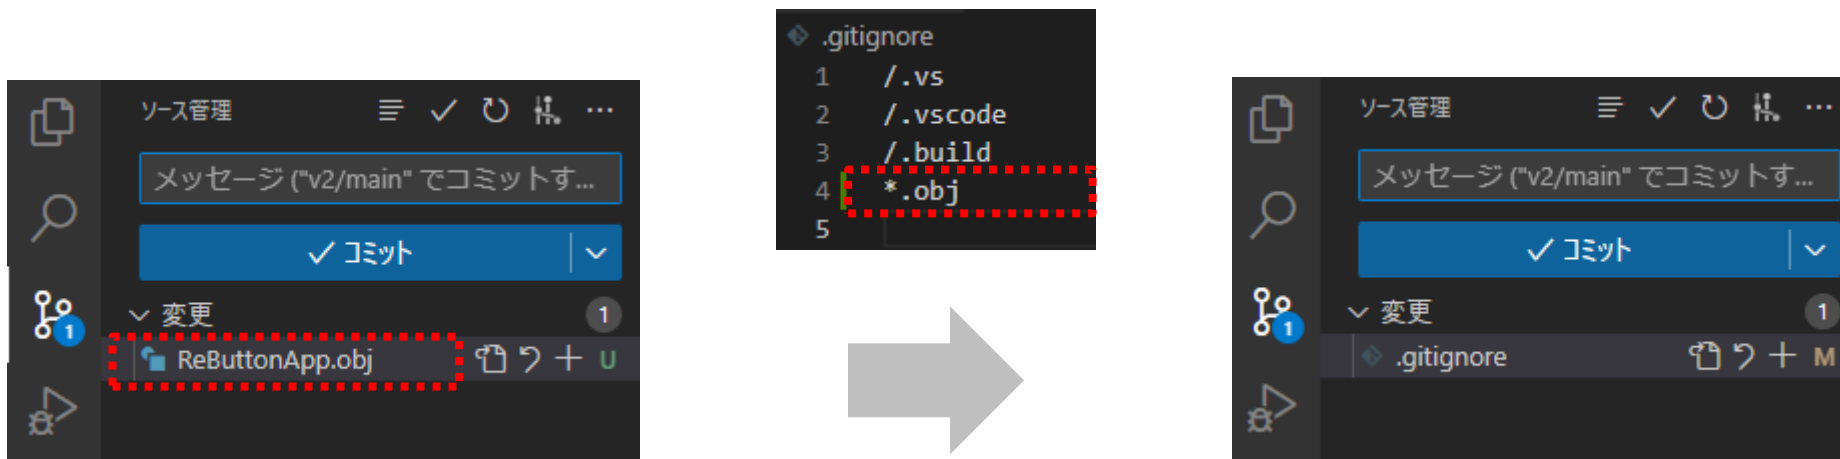 ソース管理
メッセージ ("v2/main" でコミットす...
コミット
変更
1
1
ReButtonApp.obj
U
.gitignore
1 /.vs
2 /.vscode
3 /.build
4 *.obj
5
ソース管理
メッセージ ("v2/main" でコミットす...
コミット
変更
1
1
.gitignore
M